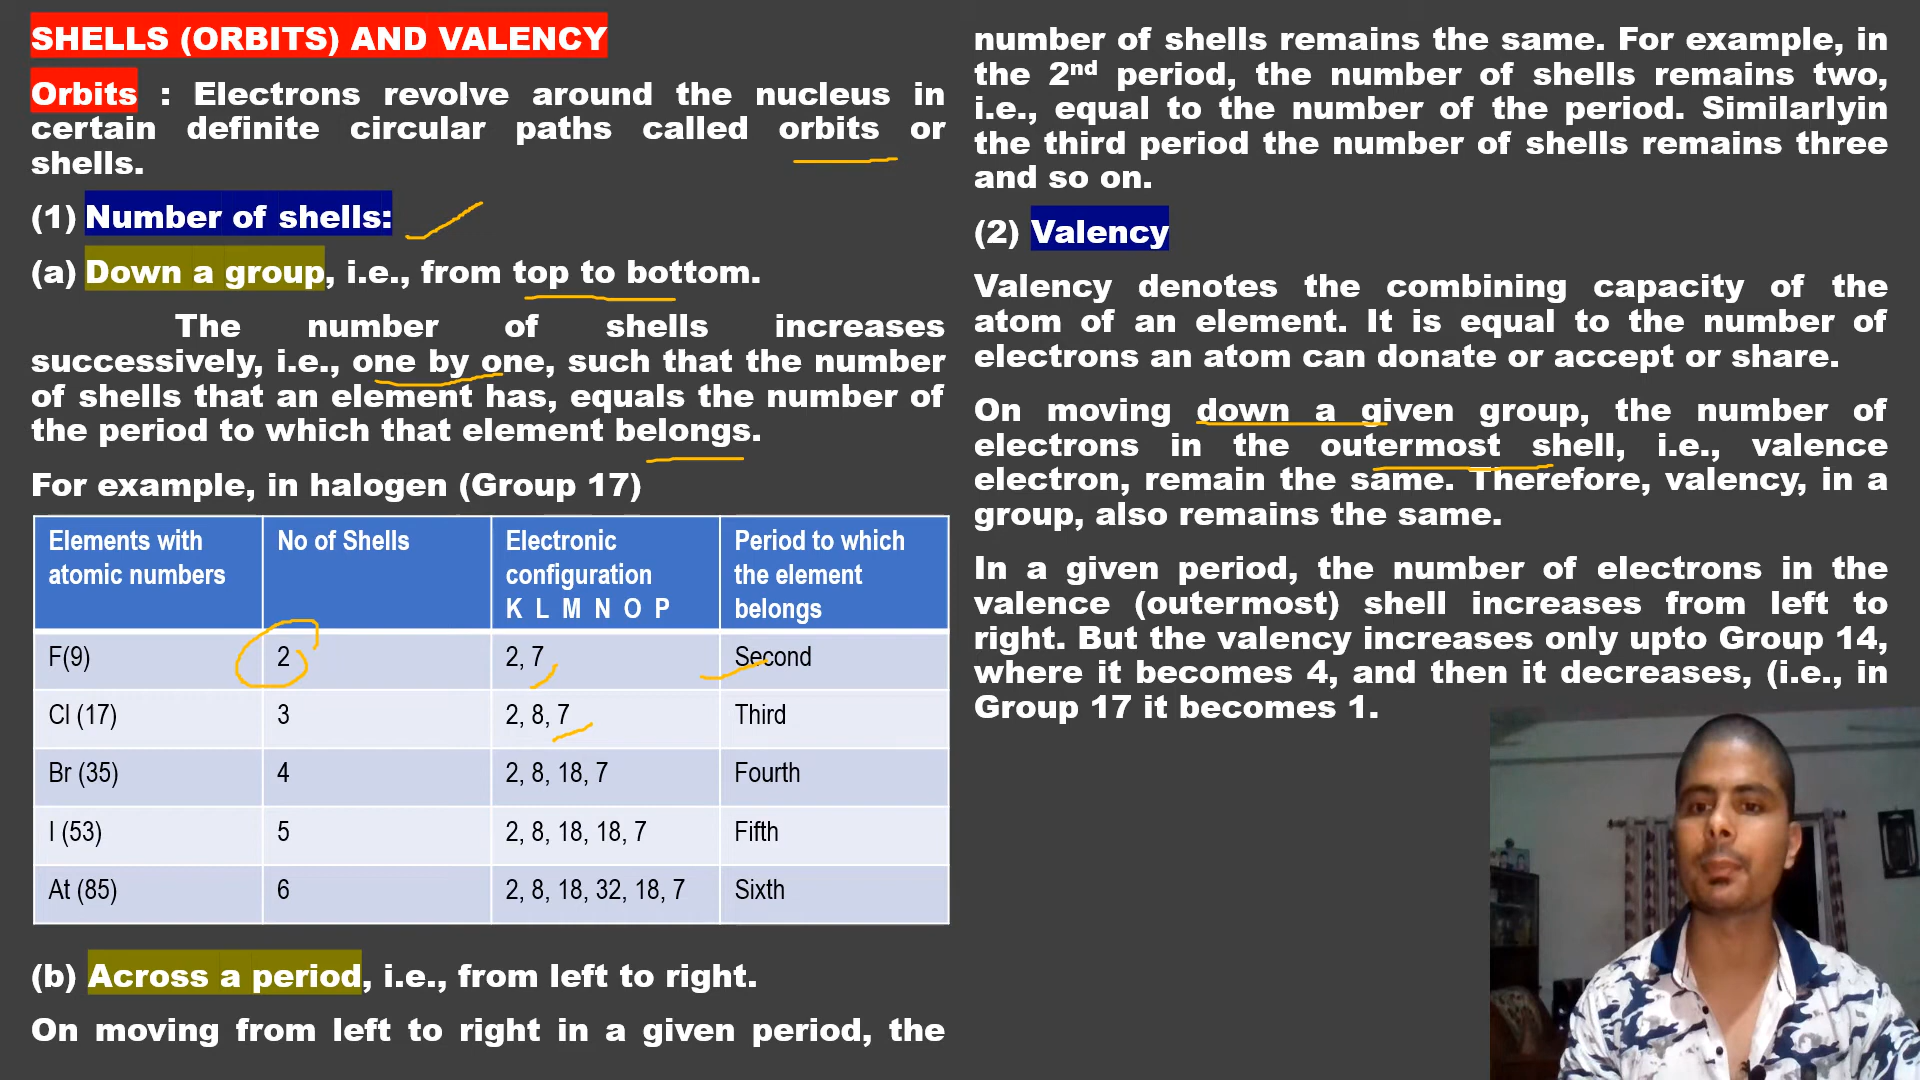 SHELLS (ORBITS) AND VALENCY
Orbits : Electrons revolve around the nucleus in
certain definite circular paths called orbits or
shells.
(1) Number of shells:
(a) Down a group, i.e., from top to bottom.
The number of shells increases
successively, i.e., one by one, such that the number
of shells that an element has, equals the number of
the period to which that element belongs.
For example, in halogen (Group 17)
Elements with atomic numbers | No of Shells | Electronic configuration K L M N O P | Period to which the element belongs
F(9) | 2 | 2, 7 | Second
Cl (17) | 3 | 2, 8, 7 | Third
Br (35) | 4 | 2, 8, 18, 7 | Fourth
I (53) | 5 | 2, 8, 18, 18, 7 | Fifth
At (85) | 6 | 2, 8, 18, 32, 18, 7 | Sixth
(b) Across a period, i.e., from left to right.
On moving from left to right in a given period, the
number of shells remains the same. For example, in
the 2nd period, the number of shells remains two,
i.e., equal to the number of the period. Similarlyin
the third period the number of shells remains three
and so on.
(2) Valency
Valency denotes the combining capacity of the
atom of an element. It is equal to the number of
electrons an atom can donate or accept or share.
On moving down a given group, the number of
electrons in the outermost shell, i.e., valence
electron, remain the same. Therefore, valency, in a
group, also remains the same.
In a given period, the number of electrons in the
valence (outermost) shell increases from left to
right. But the valency increases only upto Group 14,
where it becomes 4, and then it decreases, (i.e., in
Group 17 it becomes 1.